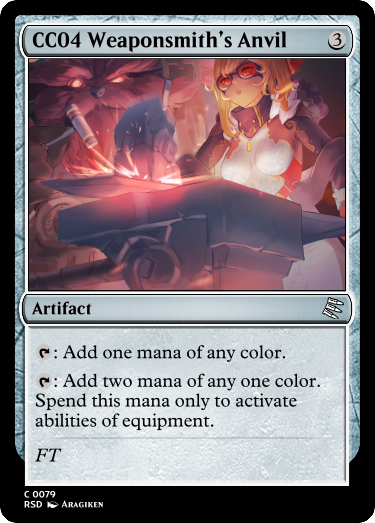 CC04 Weaponsmith's Anvil 3
Artifact
: Add one mana of any color.
: Add two mana of any one color.
Spend this mana only to activate
abilities of equipment.
FT
C 0079
RSD Aragiken